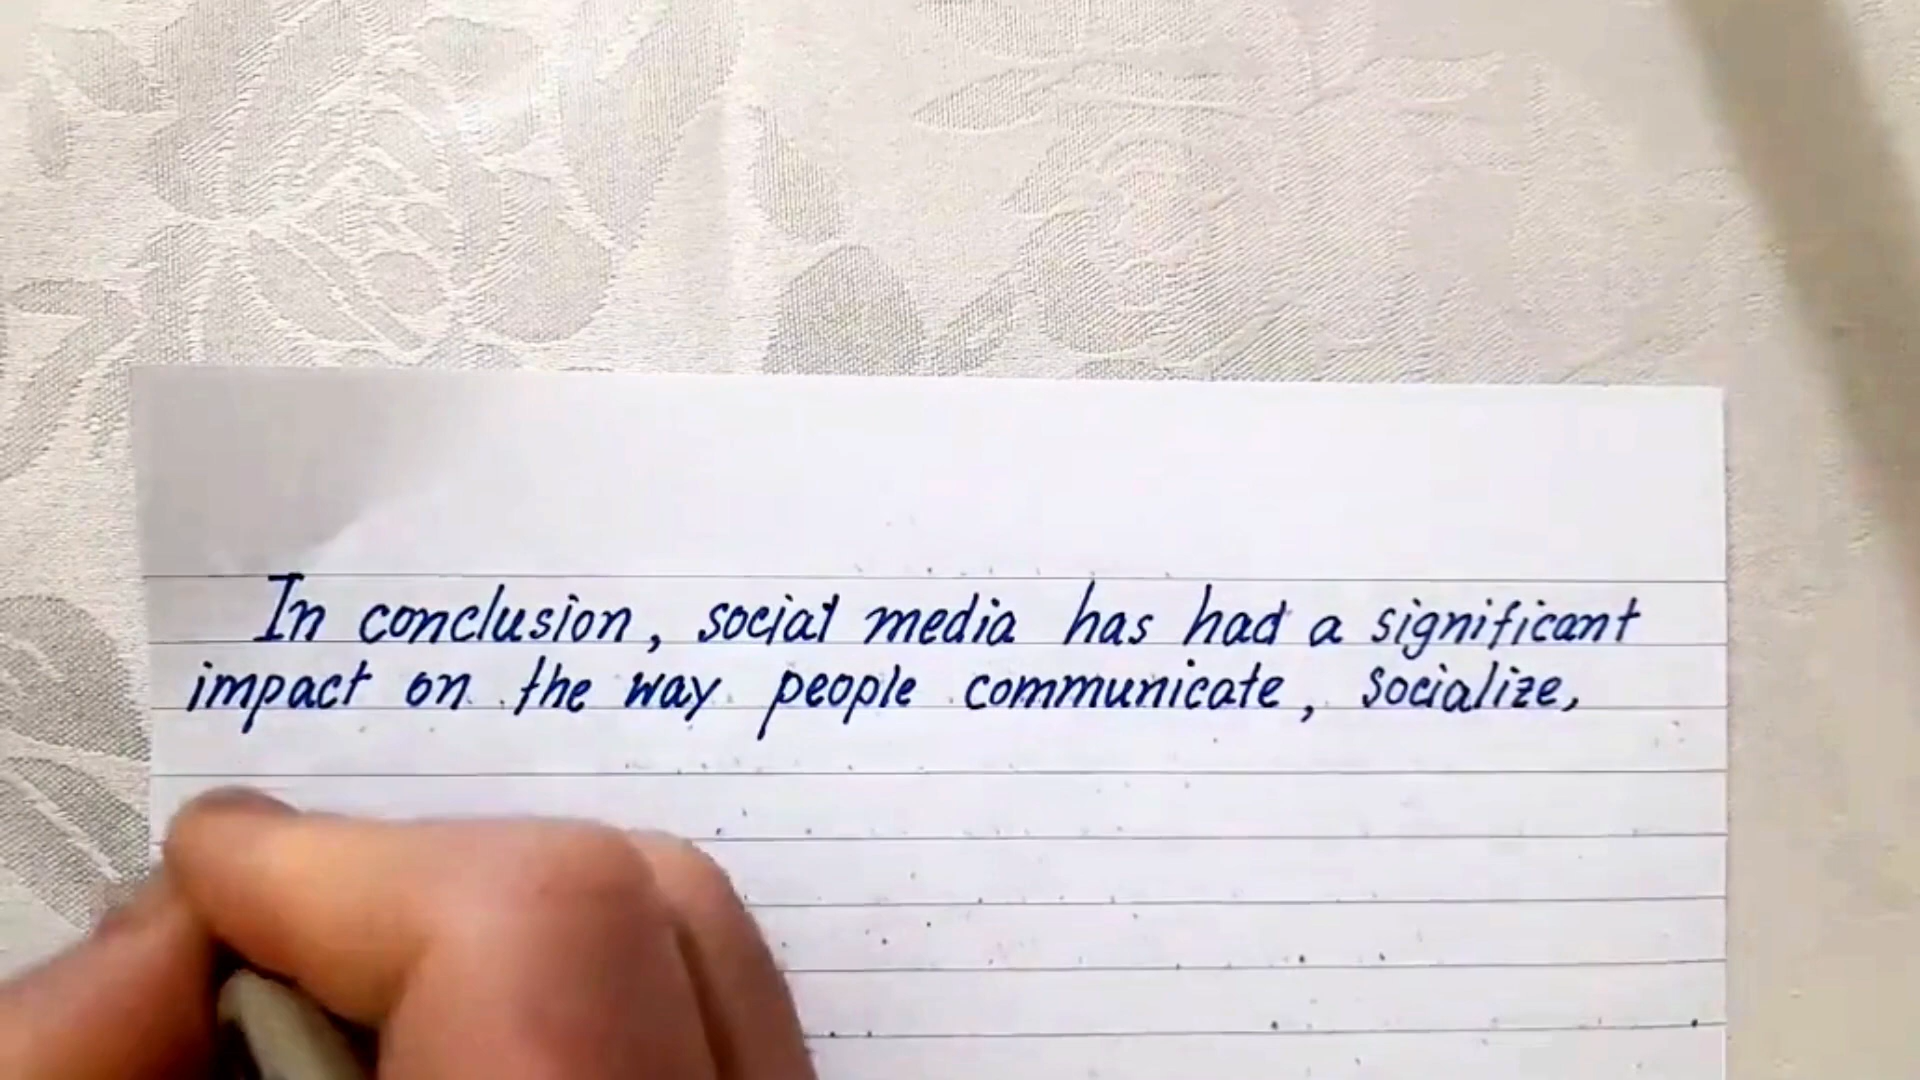 In conclusion, social media has had a significant
impact on the way people communicate, socialize,